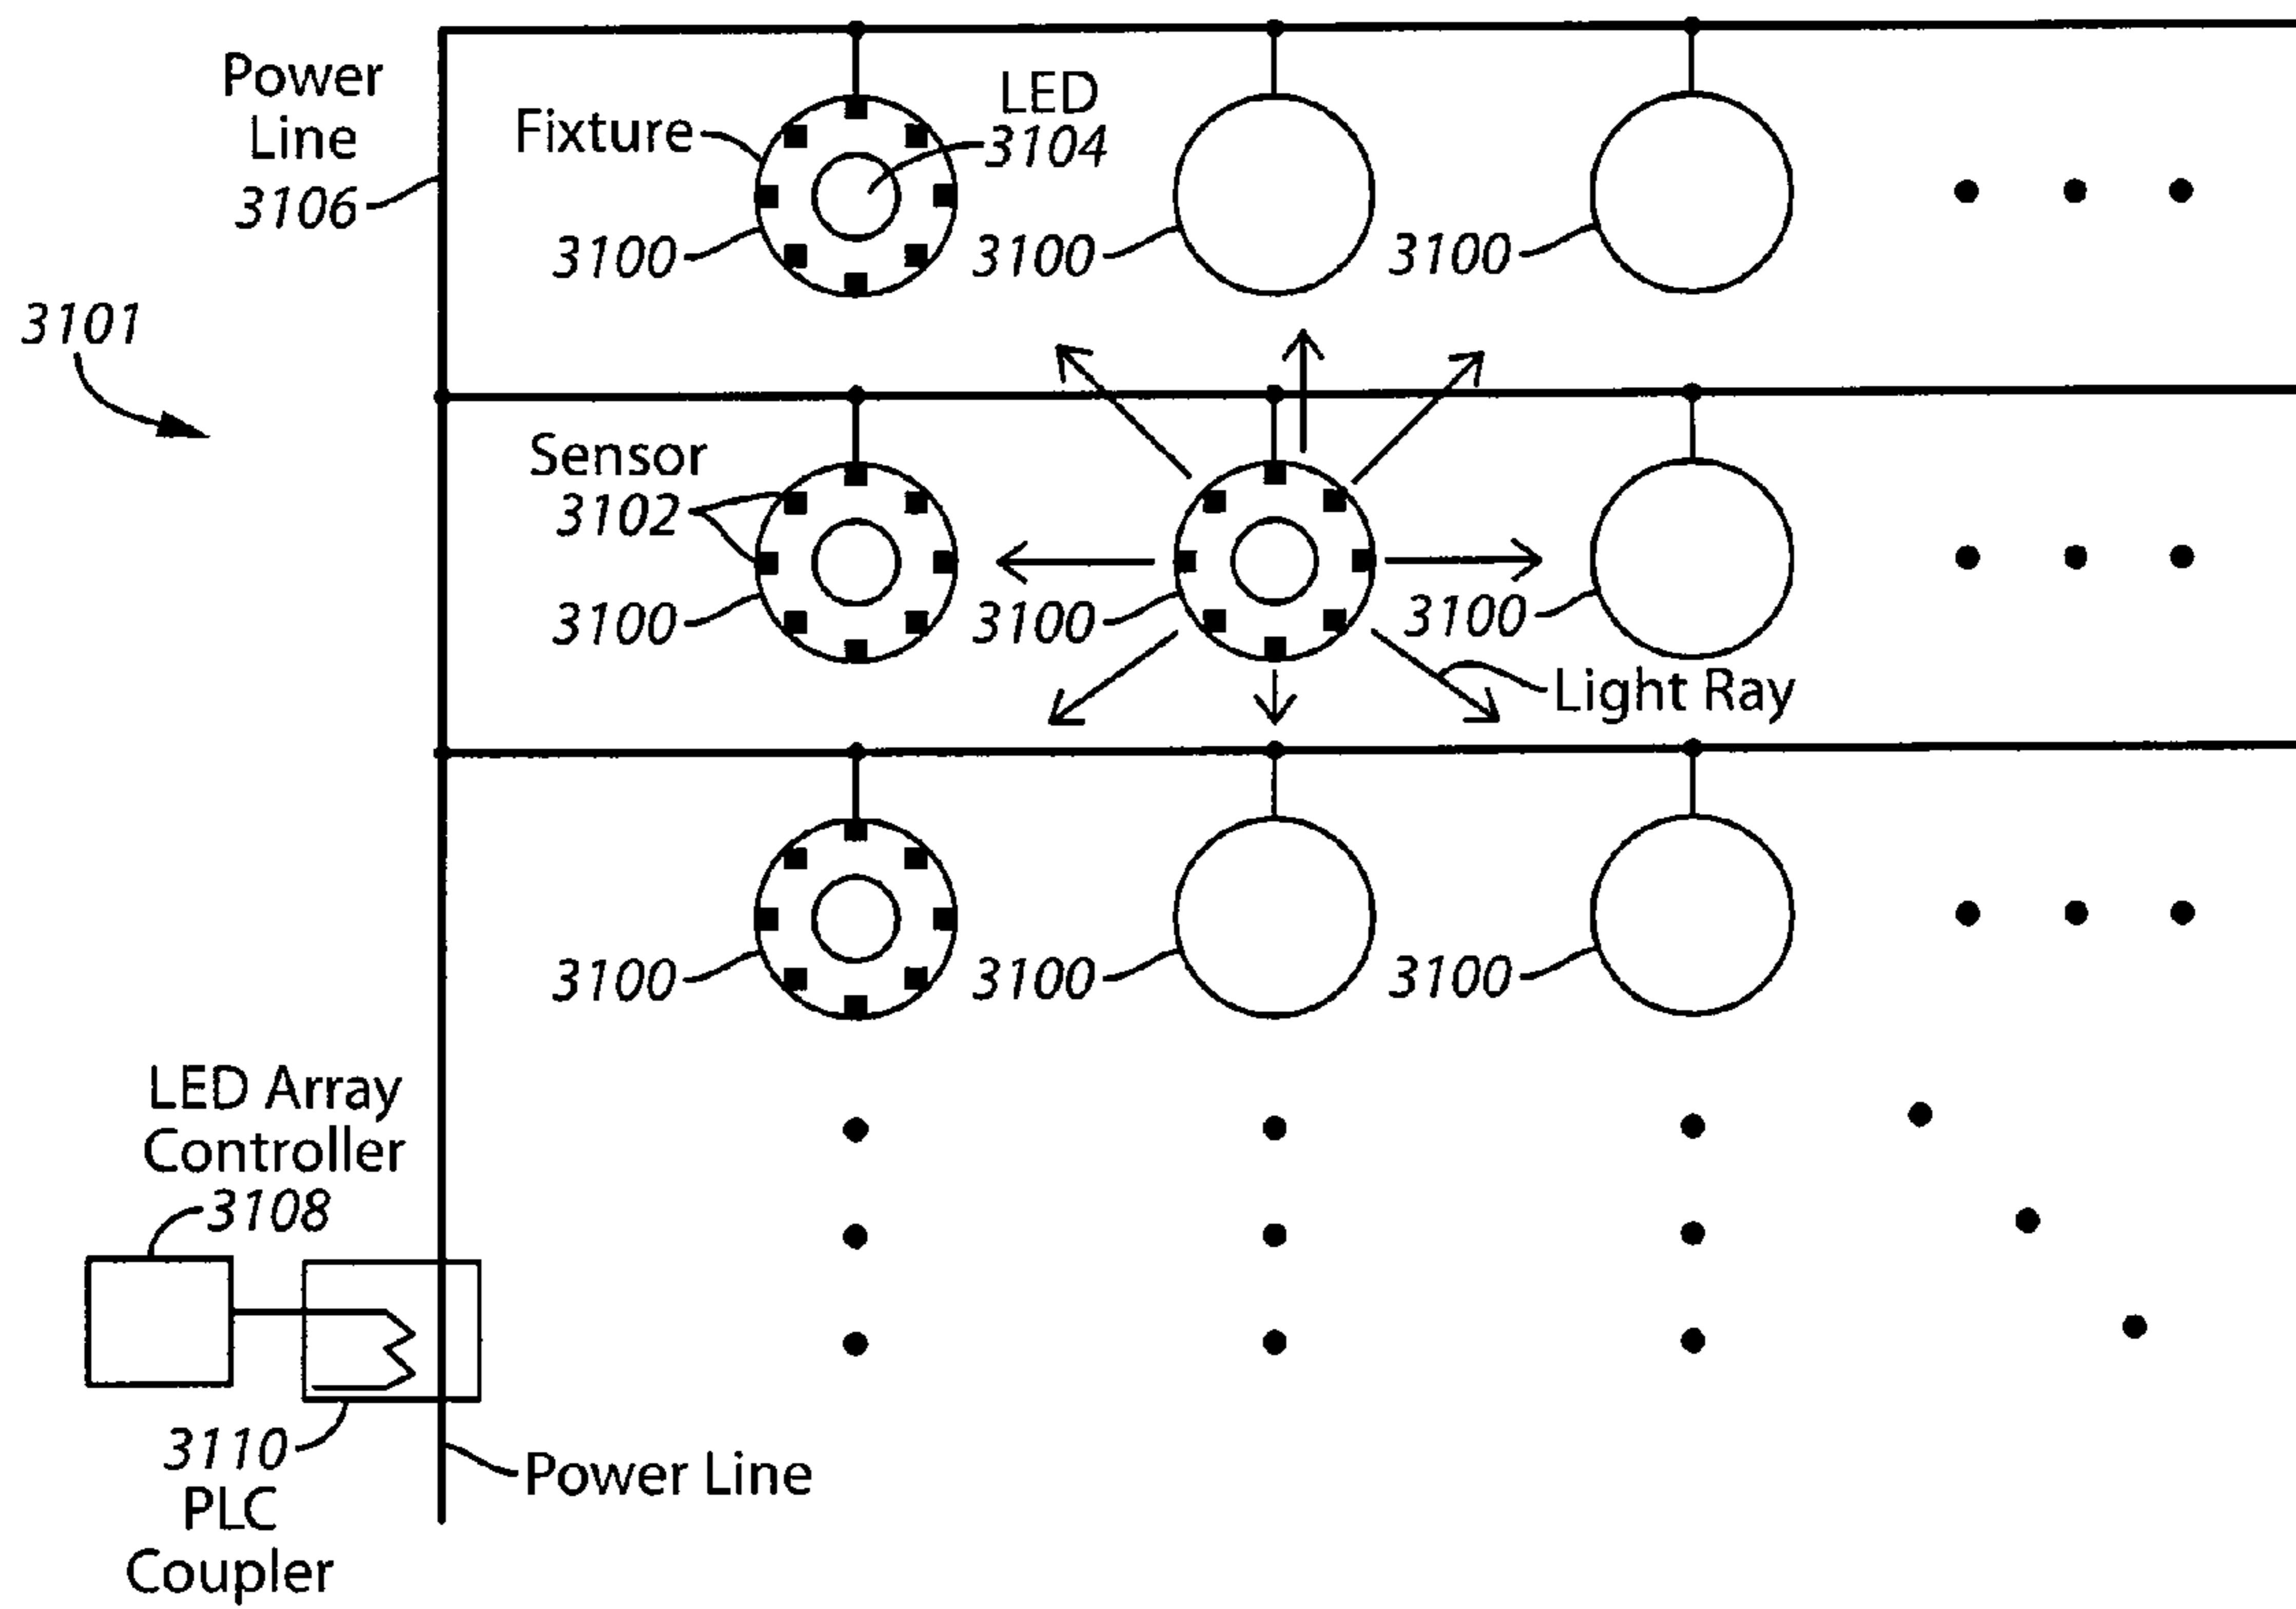 Power
Line
3106
Fixture
LED
3104
3100
3100
3100
3101
Sensor
3102
3100
3100
3100
Light Ray
3100
3100
3100
LED Array
Controller
3108
3110
PLC
Coupler
Power Line